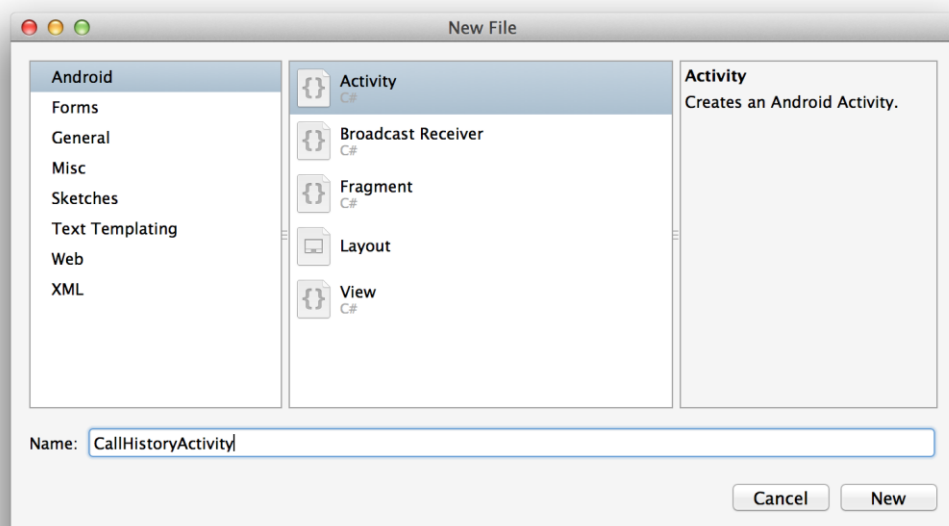 New File
Android
Forms
General
Misc
Sketches
Text Templating
Web
XML
Activity
C#
Broadcast Receiver
C#
Fragment
C#
Layout
View
C#
Activity
Creates an Android Activity.
Name: CallHistoryActivity
Cancel New